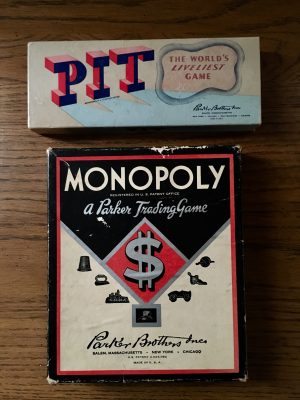 PIT
THE WORLD'S
LIVELIEST
GAME
Parker Brothers Inc
MONOPOLY
REGISTERED IN U.S. PATENT OFFICE
A Parker Trading Game
$
Parker Brothers Inc
SALEM, MASSACHUSETTS • NEW YORK • CHICAGO
MADE IN U.S.A.